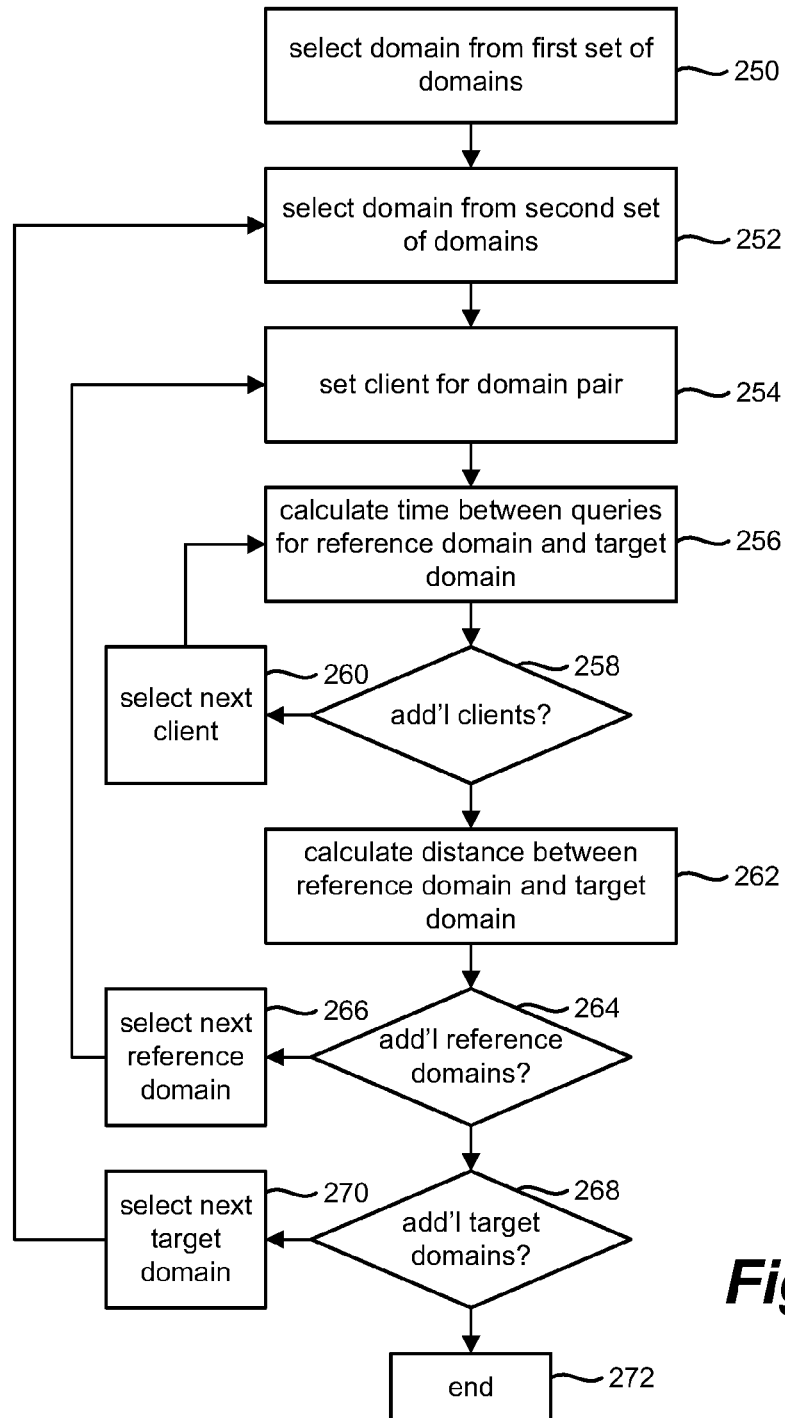 select domain from first set of
domains
250
select domain from second set
of domains
252
set client for domain pair
254
calculate time between queries
for reference domain and target
domain
256
260
select next
client
258
add'l clients?
calculate distance between
reference domain and target
domain
262
select next
reference
domain
266
264
add'l reference
domains?
select next
target
domain
270
268
add'l target
domains?
end
272